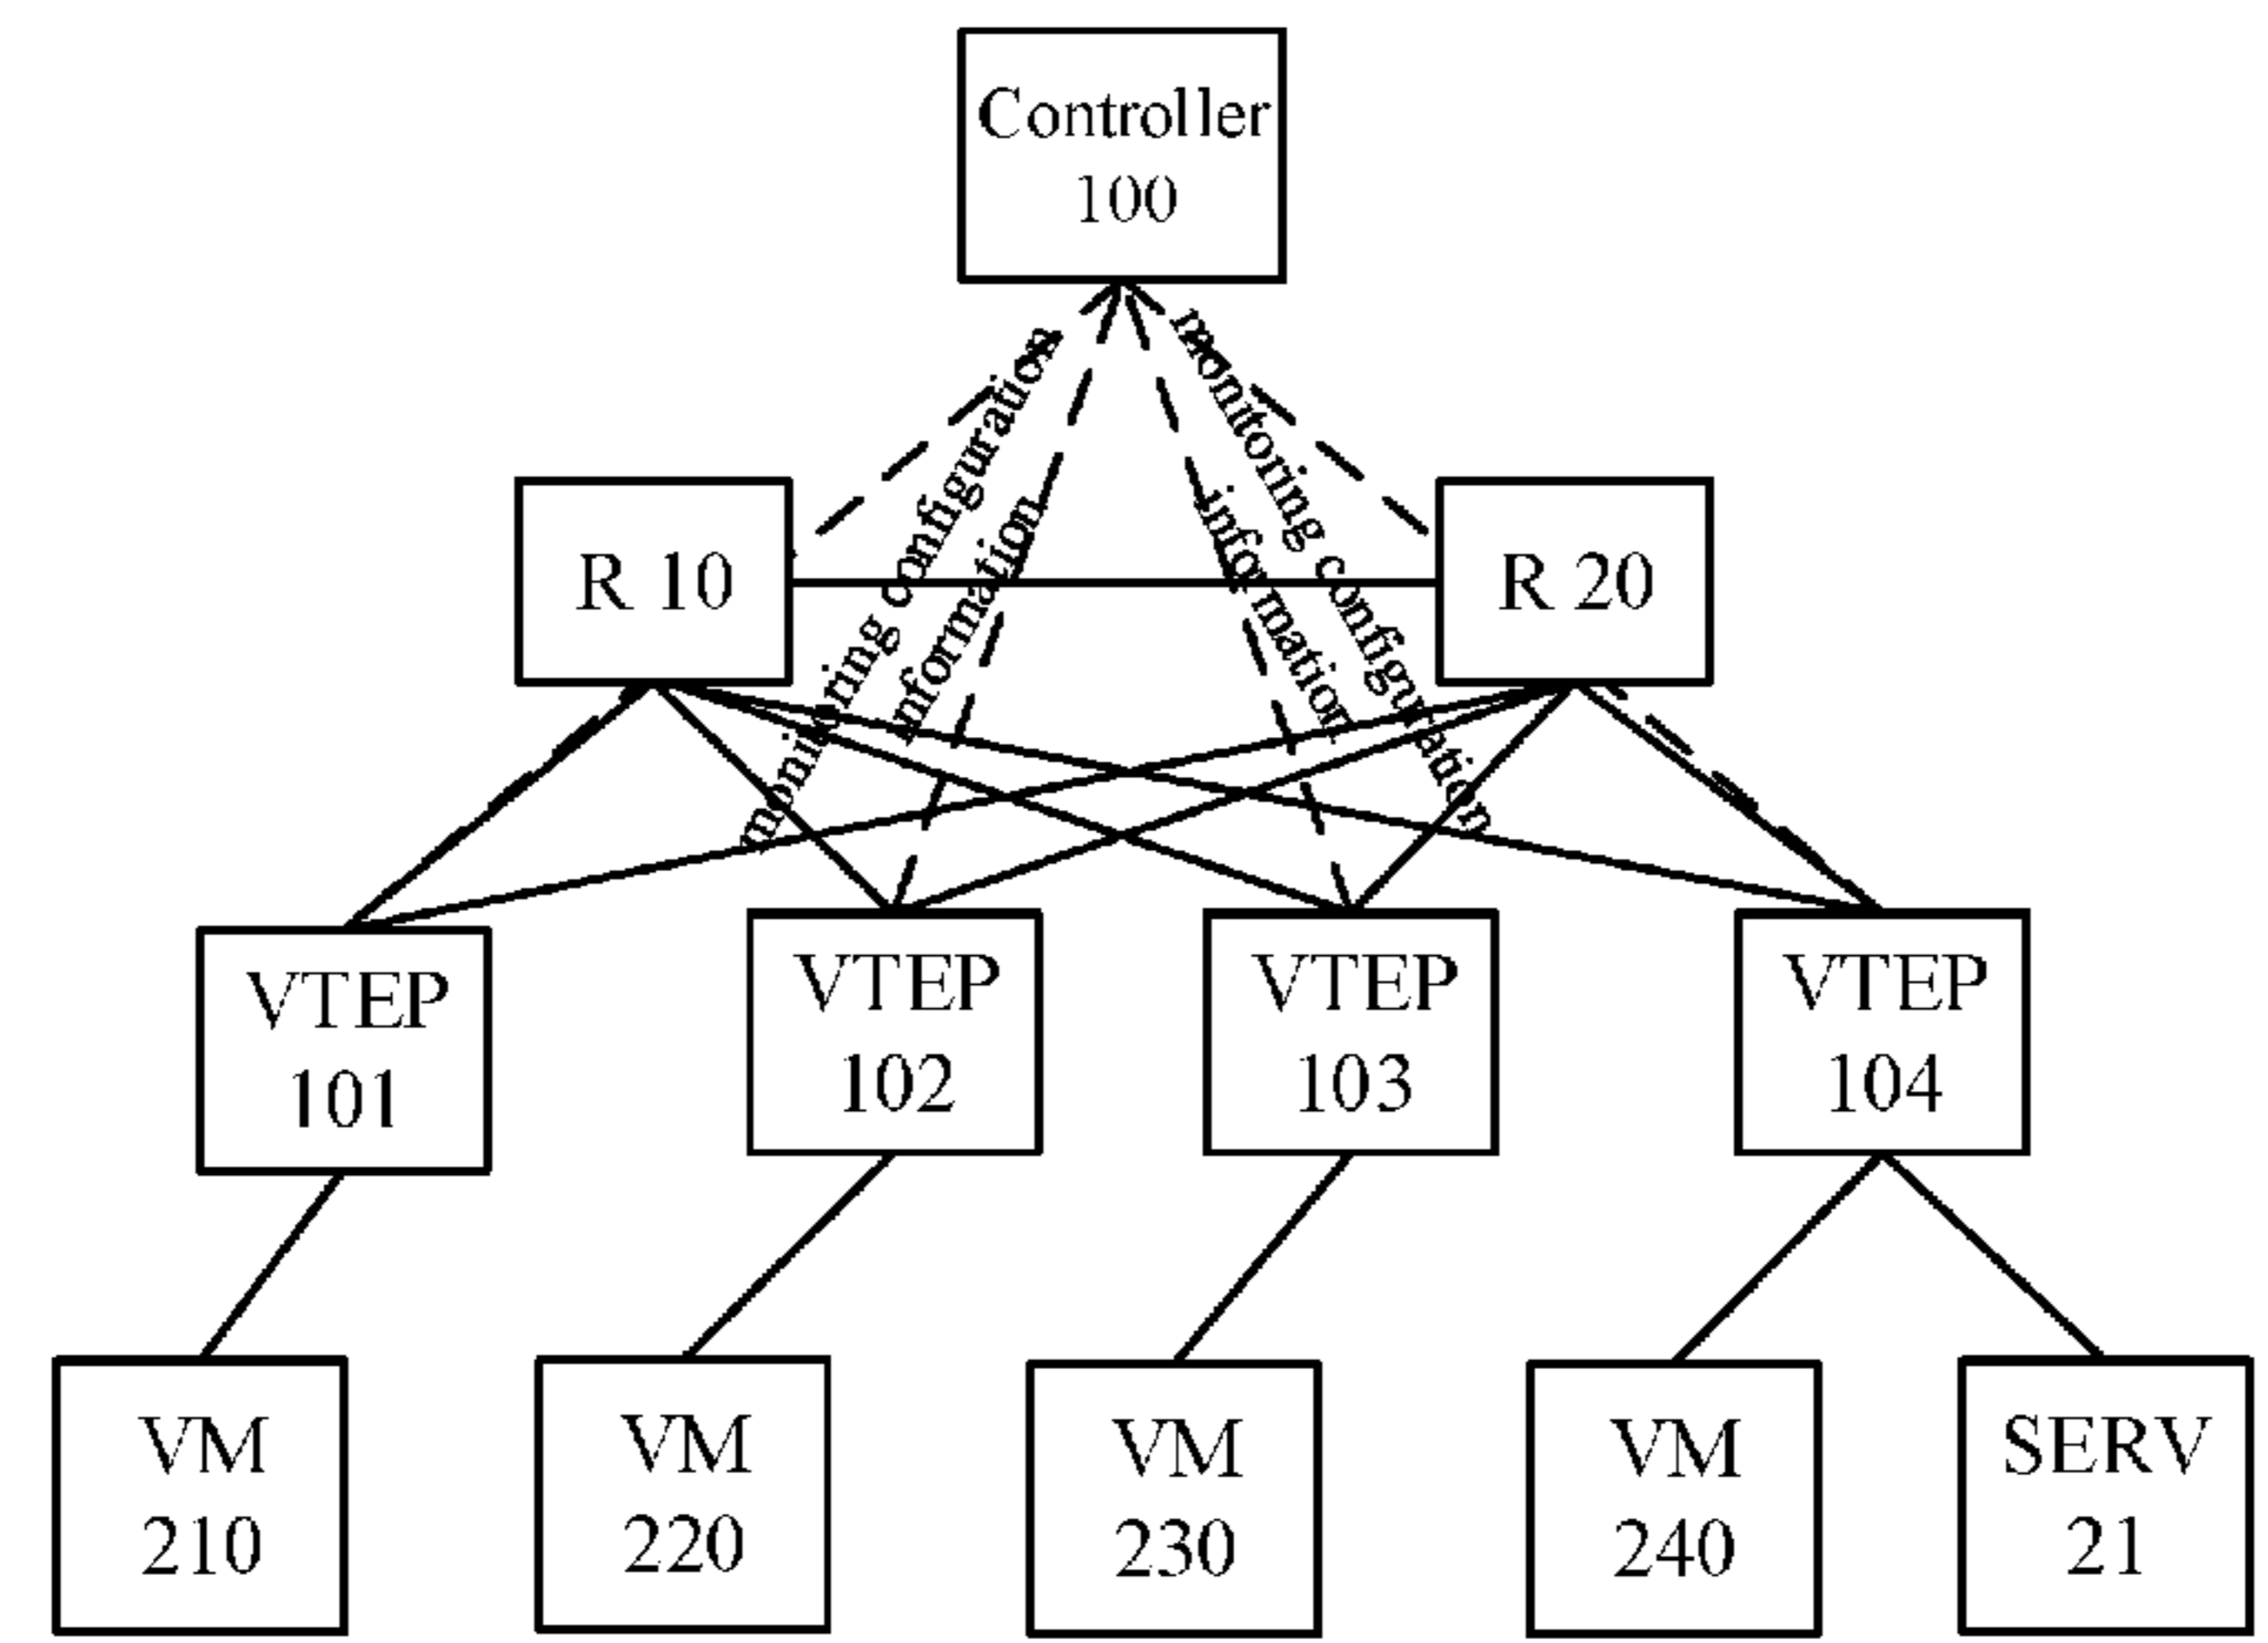 Controller
100
monitoring configuration
information
monitoring configuration
information
R 10
R 20
VTEP
101
VTEP
102
VTEP
103
VTEP
104
VM
210
VM
220
VM
230
VM
240
SERV
21